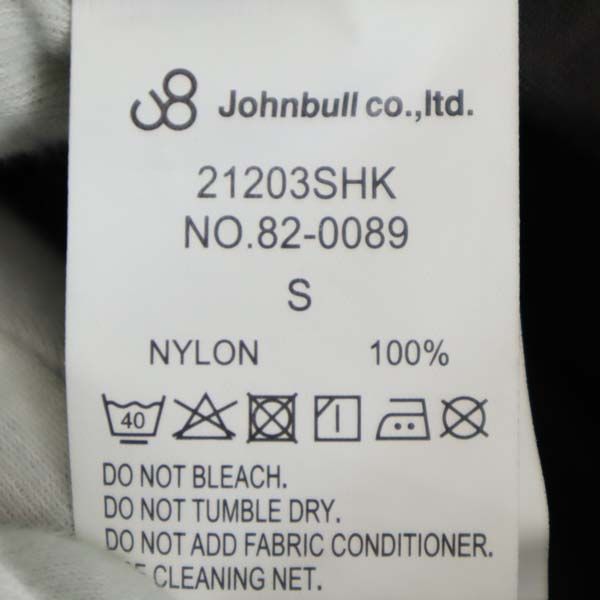 Johnbull co.,ltd.
21203SHK
NO.82-0089
S
NYLON 100%
40
DO NOT BLEACH.
DO NOT TUMBLE DRY.
DO NOT ADD FABRIC CONDITIONER.
CLEANING NET.